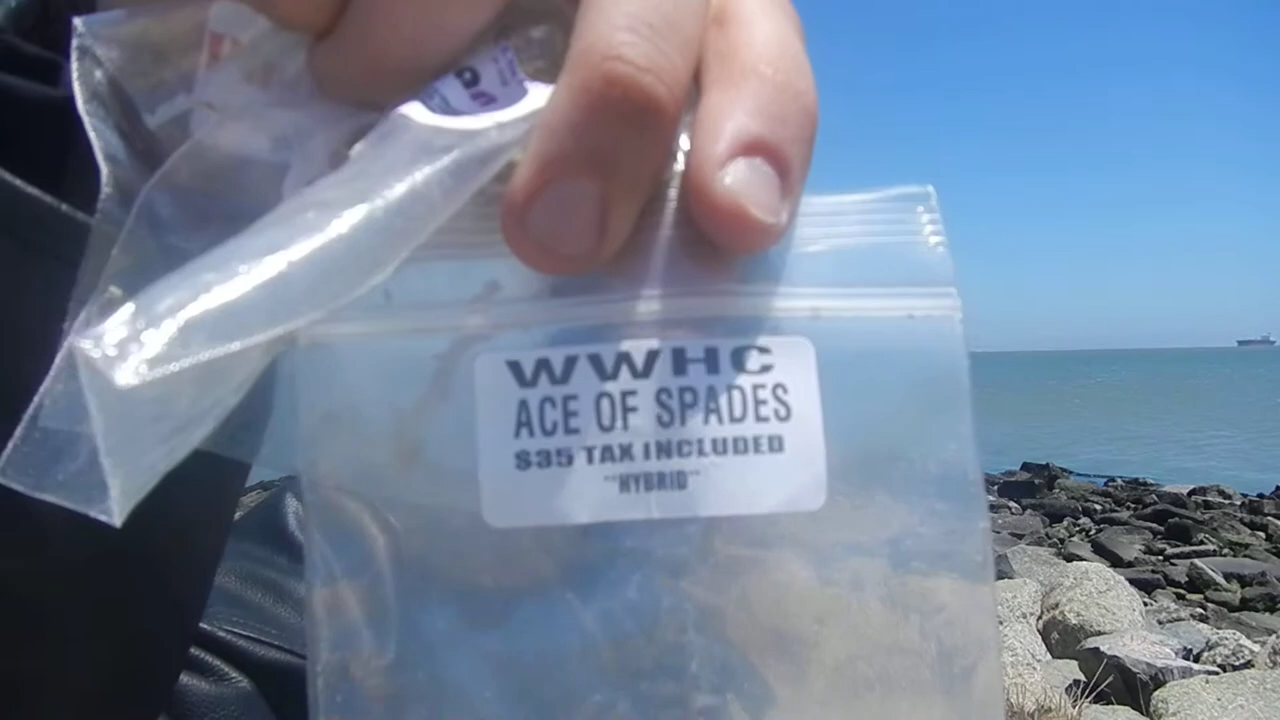 WWHC
ACE OF SPADES
$35 TAX INCLUDED
"HYBRID"